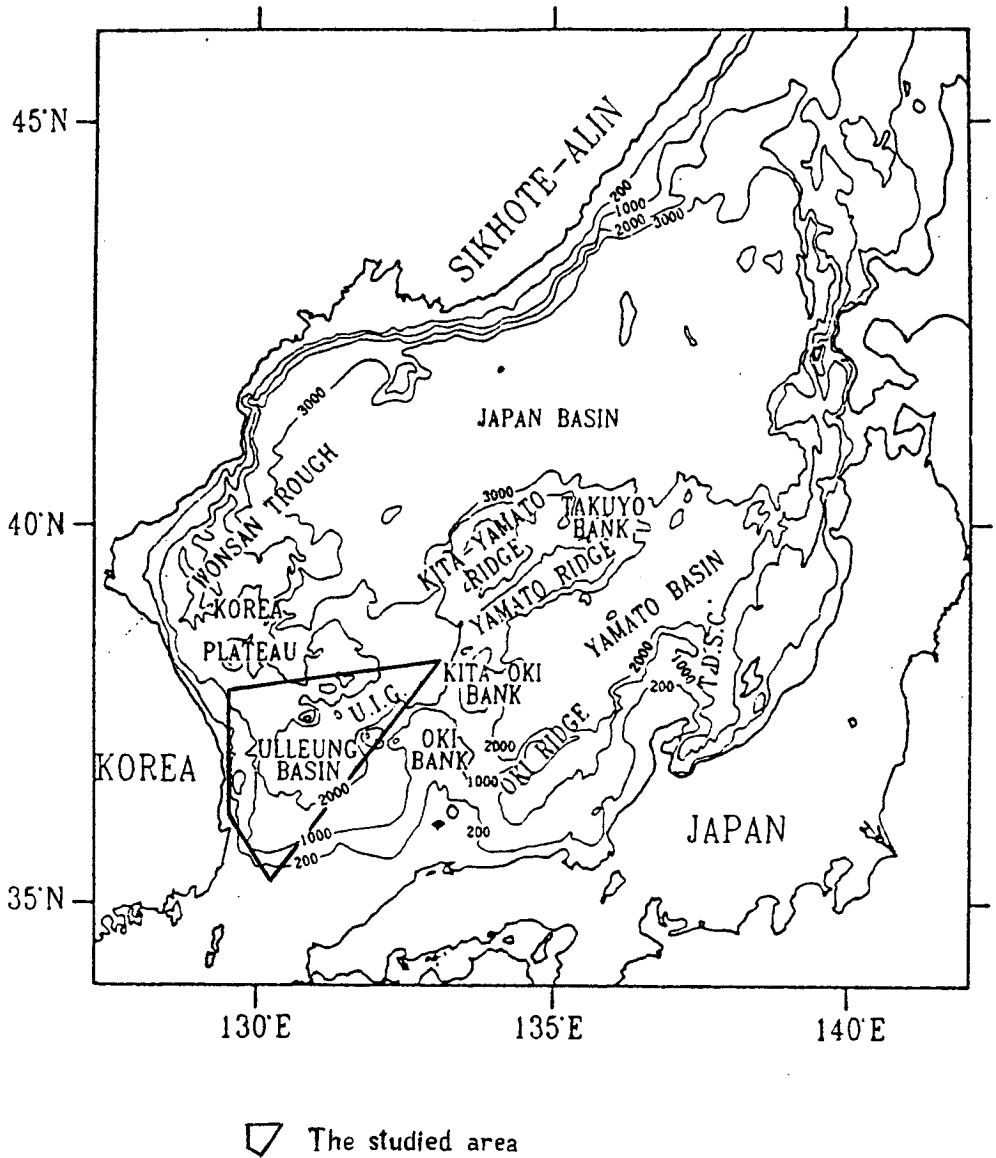 45°N
40°N
35°N
130°E
135°E
140°E
SIKHOTE-ALIN
200
1000
2000
3000
3000
JAPAN BASIN
WONSAN TROUGH
3000
KITA-YAMATO
RIDGE
TAKUYO
BANK
YAMATO RIDGE
YAMATO BASIN
KOREA
PLATEAU
U.I.G.
KITA-OKI
BANK
2000
1000
200
T.D.S.C.
ULLEUNG
BASIN
OKI
BANK
2000
1000
OKI RIDGE
KOREA
2000
1000
200
200
JAPAN
The studied area